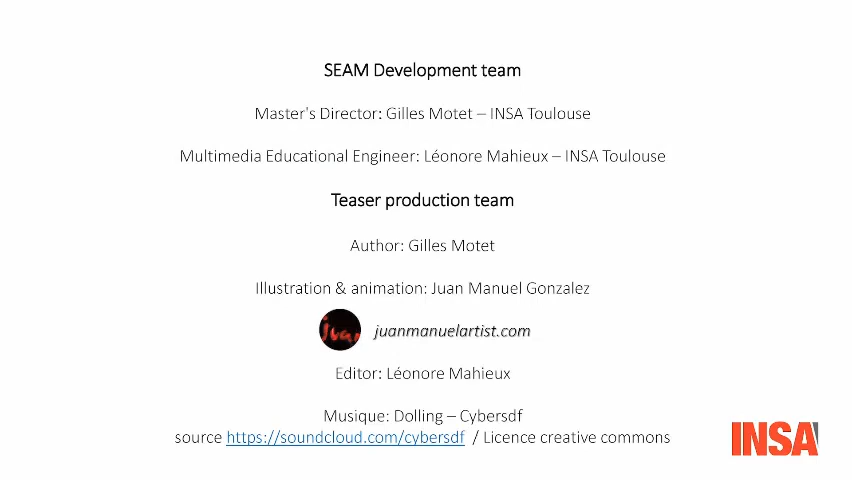 SEAM Development team
Master's Director: Gilles Motet – INSA Toulouse
Multimedia Educational Engineer: Léonore Mahieux – INSA Toulouse
Teaser production team
Author: Gilles Motet
Illustration & animation: Juan Manuel Gonzalez
juan juanmanuelartist.com
Editor: Léonore Mahieux
Musique: Dolling – Cybersdf
source https://soundcloud.com/cybersdf / Licence creative commons
INSA